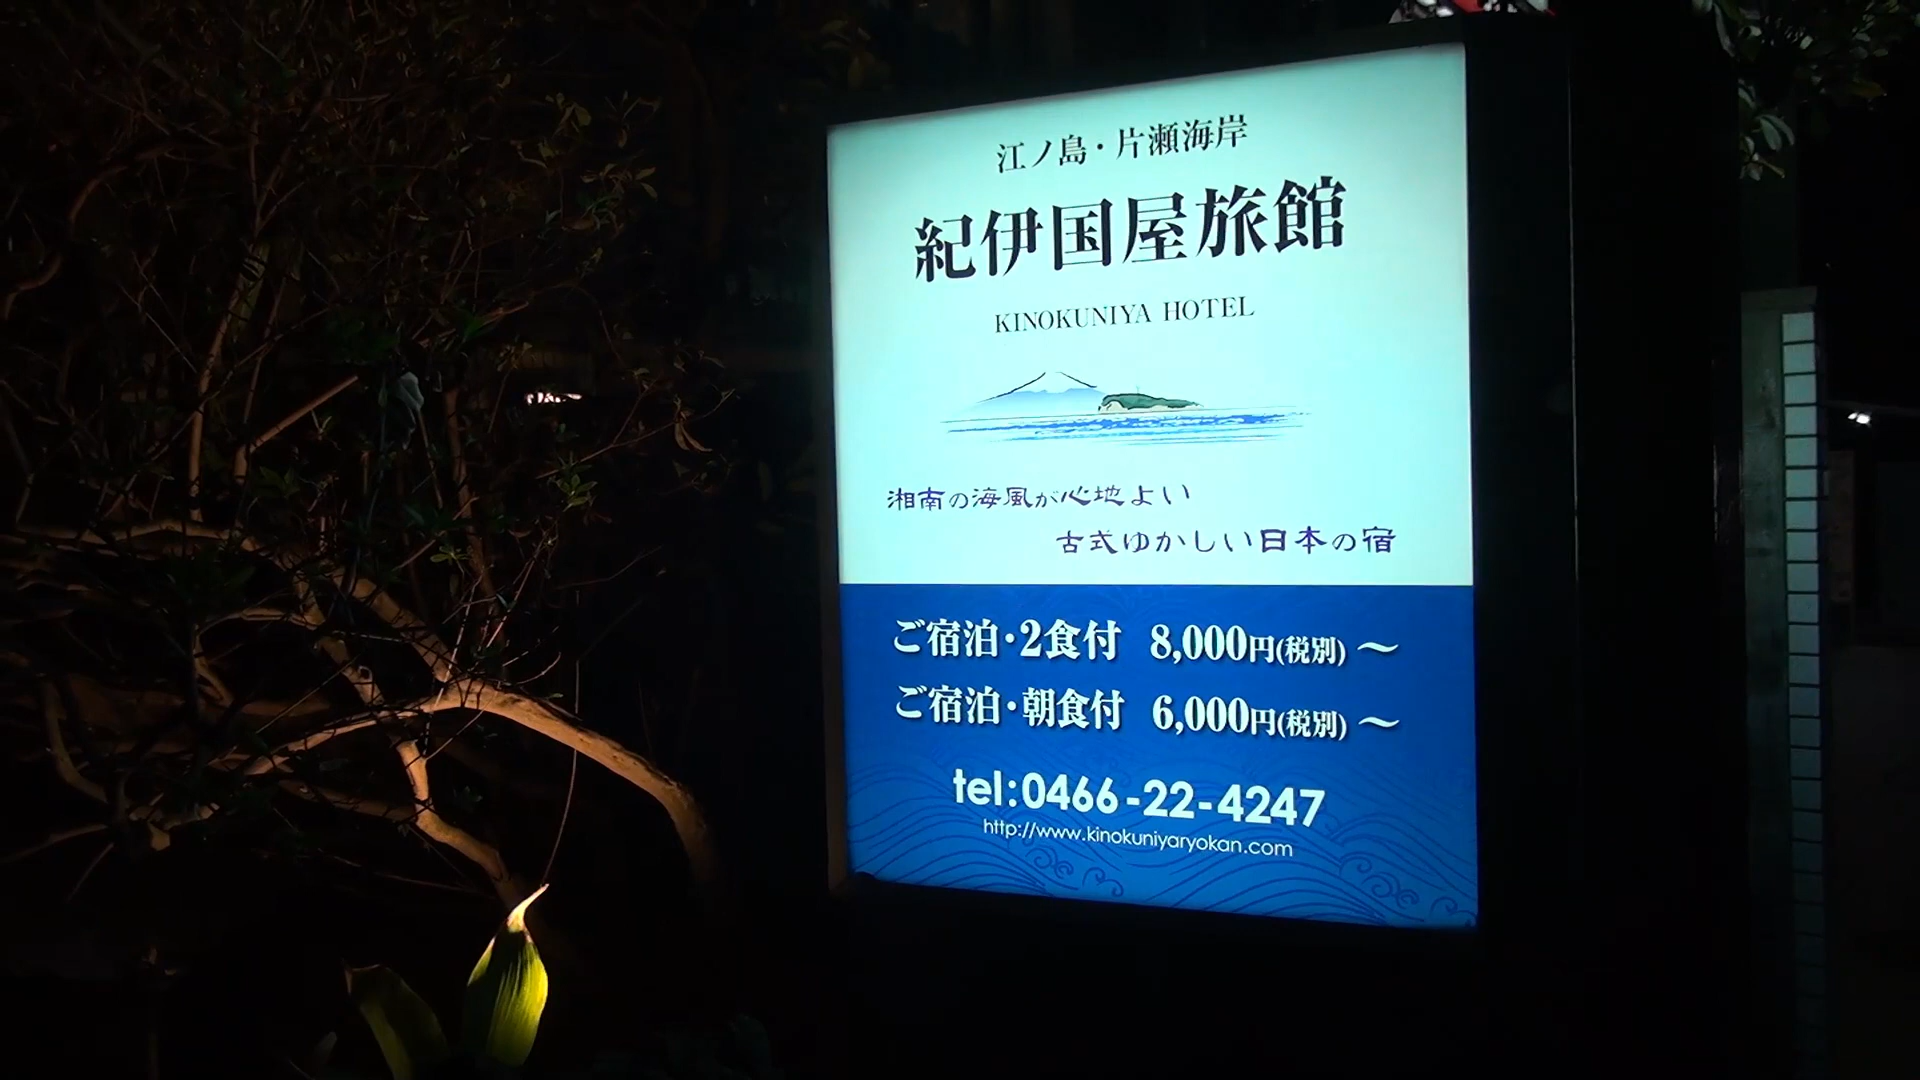 江ノ島・片瀬海岸
紀伊国屋旅館
KINOKUNIYA HOTEL
湘南の海風が心地よい
古式ゆかしい日本の宿
ご宿泊・2食付 8,000円(税別)～
ご宿泊・朝食付 6,000円(税別)～
tel:0466-22-4247
http://www.kinokuniyaryokan.com